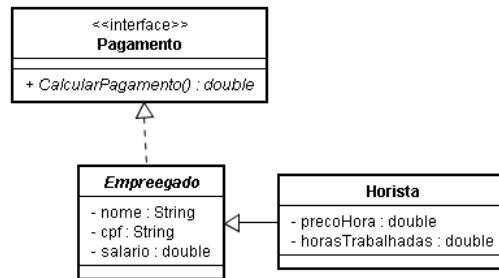 <<interface>>
Pagamento
+ CalcularPagamento() : double
Empreegado
- nome : String
- cpf : String
- salario : double
Horista
- precoHora : double
- horasTrabalhadas : double